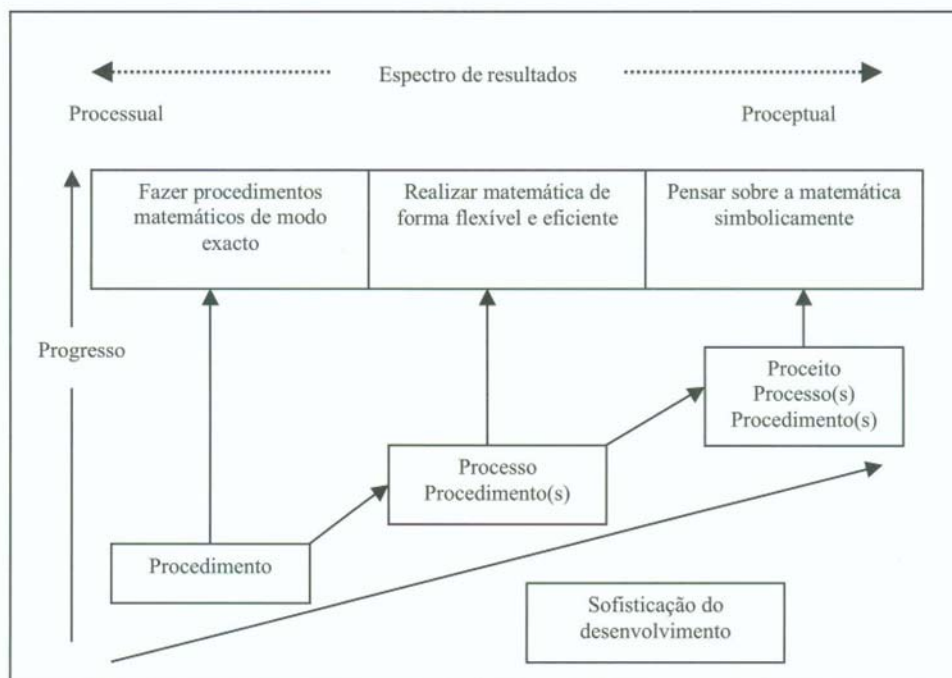 Espectro de resultados
Processual
Proceptual
Fazer procedimentos
matemáticos de modo
exacto
Realizar matemática de
forma flexível e eficiente
Pensar sobre a matemática
simbolicamente
Progresso
Proceito
Processo(s)
Procedimento(s)
Processo
Procedimento(s)
Procedimento
Sofisticação do
desenvolvimento